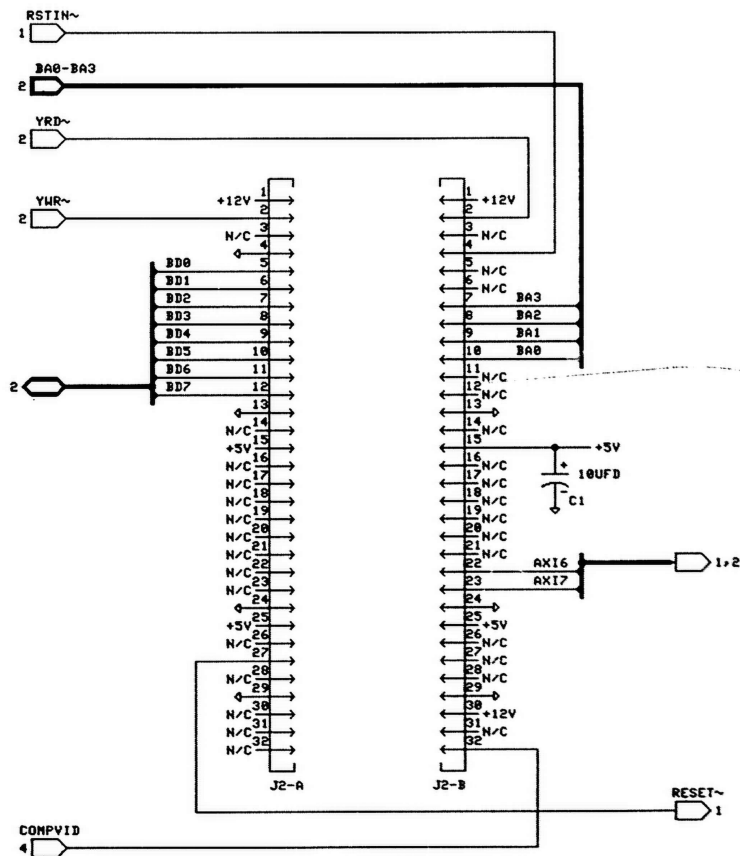 RSTIN~
1
BA0-BA3
2
YRD~
2
YWR~
2
+12V 1
2
N/C 3
4
BD0 5
BD1 6
BD2 7
BD3 8
BD4 9
BD5 10
BD6 11
BD7 12
2
13
N/C 14
+5V 15
N/C 16
N/C 17
N/C 18
N/C 19
N/C 20
N/C 21
N/C 22
N/C 23
24
+5V 25
N/C 26
27
N/C 28
29
N/C 30
N/C 31
N/C 32
J2-A
1 +12V
2
3 N/C
4
5 N/C
6 N/C
7 BA3
8 BA2
9 BA1
10 BA0
11 N/C
12 N/C
13
14 N/C
15 +5V
16 N/C
17 N/C
18 N/C
19 N/C
20 N/C
21 N/C
22 AXI6
23 AXI7
24
25 +5V
26 N/C
27 N/C
28 N/C
29
30 +12V
31 N/C
32
J2-B
+
10UFD
-
C1
1,2
RESET~
1
COMPVID
4